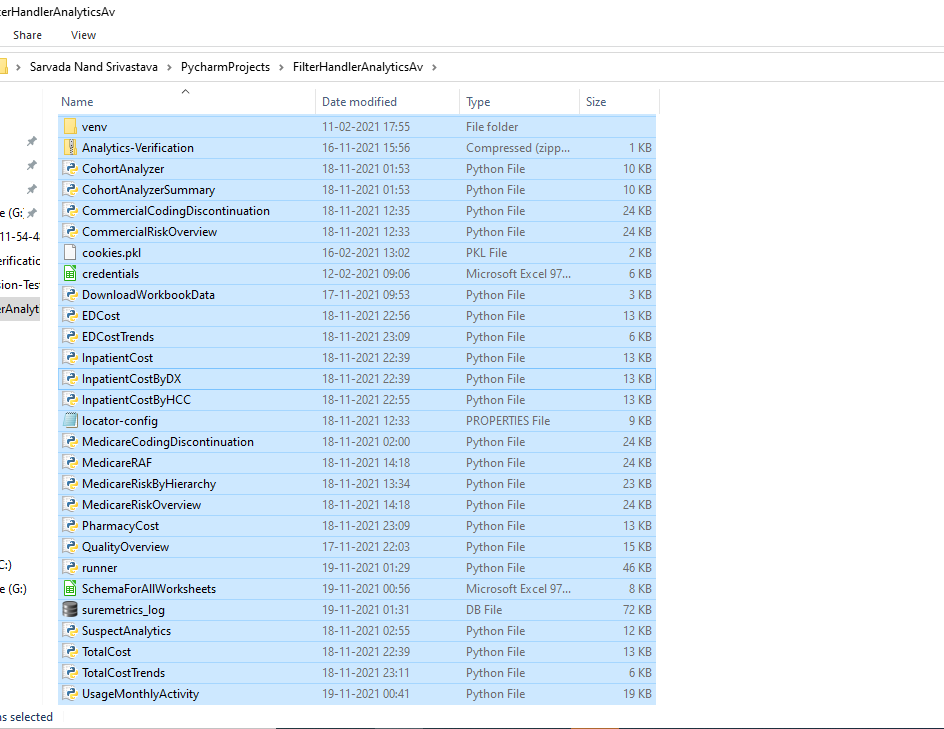 terHandlerAnalyticsAv
Share View
Sarvada Nand Srivastava PycharmProjects FilterHandlerAnalyticsAv
Name Date modified Type Size
venv 11-02-2021 17:55 File folder
Analytics-Verification 16-11-2021 15:56 Compressed (zipp... 1 KB
CohortAnalyzer 18-11-2021 01:53 Python File 10 KB
CohortAnalyzerSummary 18-11-2021 01:53 Python File 10 KB
e (G: CommercialCodingDiscontinuation 18-11-2021 12:35 Python File 24 KB
11-54-4 CommercialRiskOverview 18-11-2021 12:33 Python File 24 KB
erificatic cookies.pkl 16-02-2021 13:02 PKL File 2 KB
sion-Tes credentials 12-02-2021 09:06 Microsoft Excel 97... 6 KB
DownloadWorkbookData 17-11-2021 09:53 Python File 3 KB
erAnalyt EDCost 18-11-2021 22:56 Python File 13 KB
EDCostTrends 18-11-2021 23:09 Python File 6 KB
InpatientCost 18-11-2021 22:39 Python File 13 KB
InpatientCostByDX 18-11-2021 22:39 Python File 13 KB
InpatientCostByHCC 18-11-2021 22:55 Python File 13 KB
locator-config 18-11-2021 12:33 PROPERTIES File 9 KB
MedicareCodingDiscontinuation 18-11-2021 02:00 Python File 24 KB
MedicareRAF 18-11-2021 14:18 Python File 24 KB
MedicareRiskByHierarchy 18-11-2021 13:34 Python File 23 KB
MedicareRiskOverview 18-11-2021 14:18 Python File 24 KB
PharmacyCost 18-11-2021 23:09 Python File 13 KB
QualityOverview 17-11-2021 22:03 Python File 15 KB
C:) runner 19-11-2021 01:29 Python File 46 KB
e (G:) SchemaForAllWorksheets 19-11-2021 00:56 Microsoft Excel 97... 8 KB
suremetrics_log 19-11-2021 01:31 DB File 72 KB
SuspectAnalytics 18-11-2021 02:55 Python File 12 KB
TotalCost 18-11-2021 22:39 Python File 13 KB
TotalCostTrends 18-11-2021 23:11 Python File 6 KB
UsageMonthlyActivity 19-11-2021 00:41 Python File 19 KB
ns selected